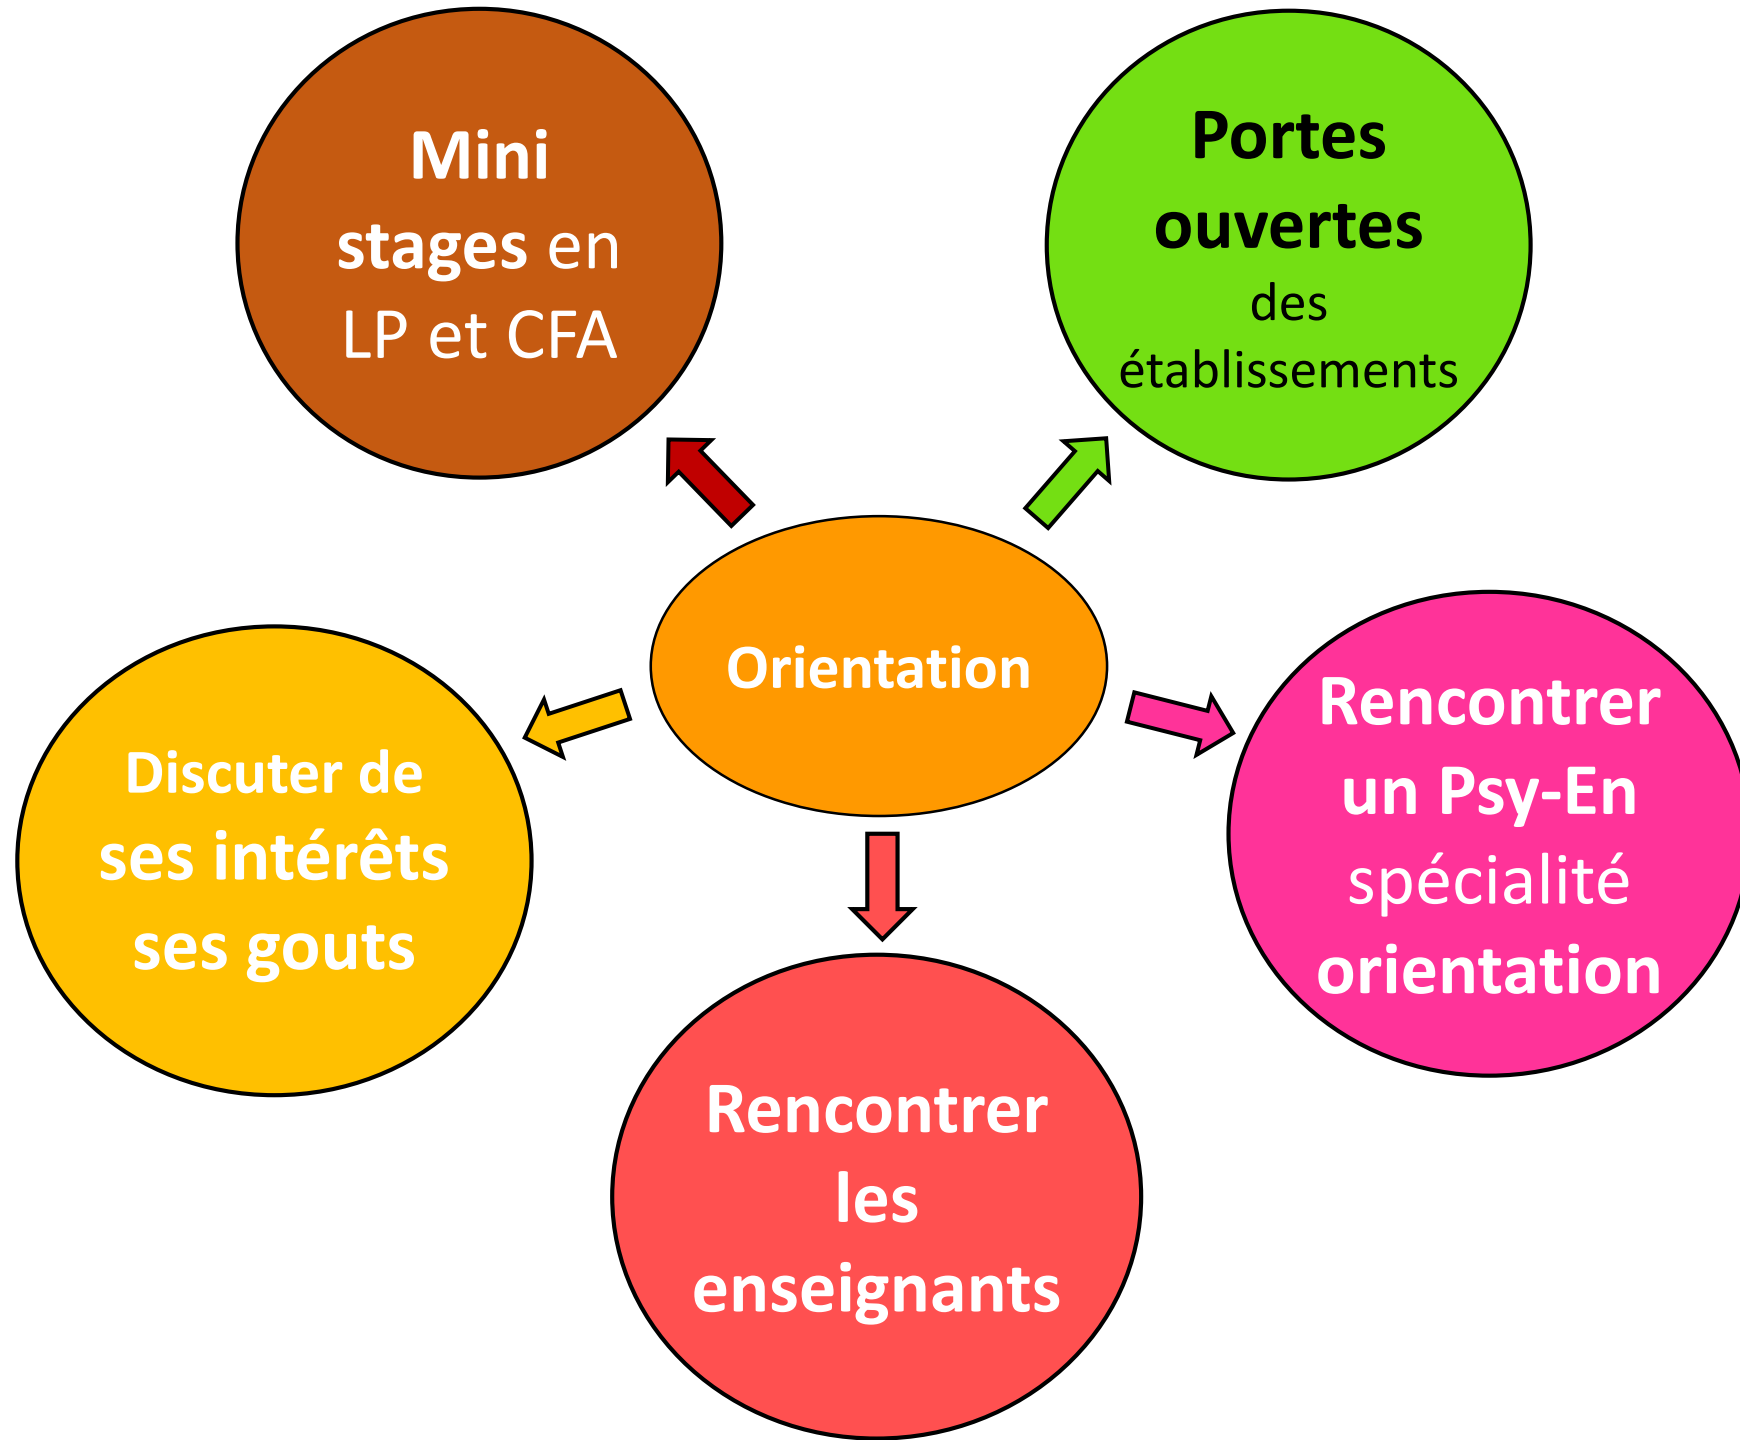 Mini
stages en
LP et CFA
Portes
ouvertes
des
établissements
Orientation
Discuter de
ses intérêts
ses gouts
Rencontrer
un Psy-En
spécialité
orientation
Rencontrer
les
enseignants